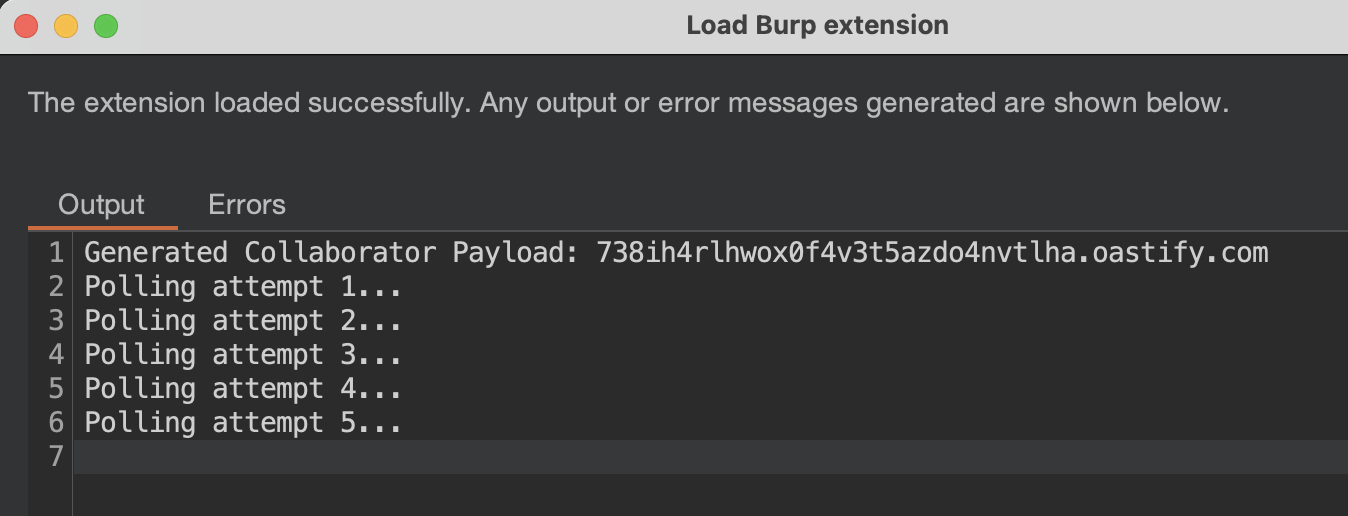 Load Burp extension
The extension loaded successfully. Any output or error messages generated are shown below.
Output Errors
1 Generated Collaborator Payload: 738ih4rlhwox0f4v3t5azdo4nvtlha.oastify.com
2 Polling attempt 1...
3 Polling attempt 2...
4 Polling attempt 3...
5 Polling attempt 4...
6 Polling attempt 5...
7